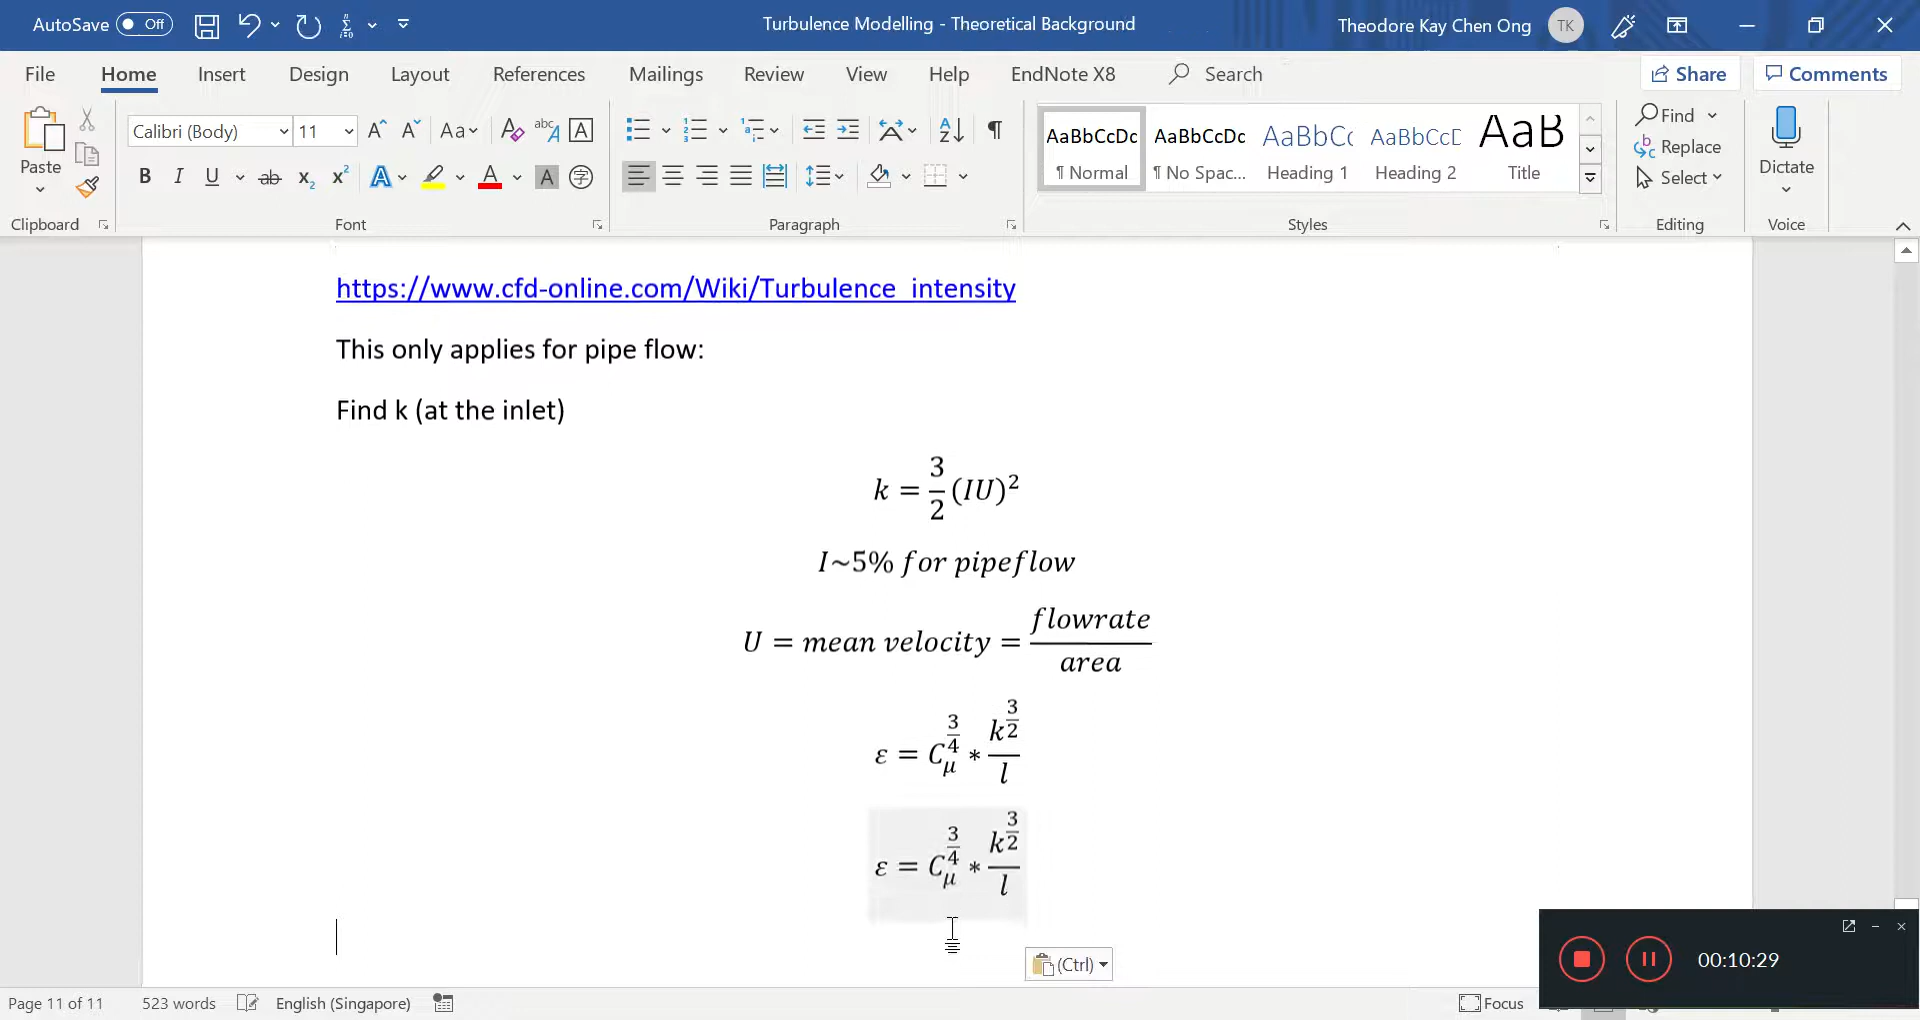 AutoSave Off Turbulence Modelling - Theoretical Background Theodore Kay Chen Ong TK
File Home Insert Design Layout References Mailings Review View Help EndNote X8 Search Share Comments
Paste Calibri (Body) 11 Aa AaBbCcDc AaBbCcDc AaBbCc AaBbCcD AaB Find Replace Select Dictate
¶ Normal ¶ No Spac... Heading 1 Heading 2 Title
Clipboard Font Paragraph Styles Editing Voice
https://www.cfd-online.com/Wiki/Turbulence_intensity
This only applies for pipe flow:
Find k (at the inlet)
k = 3/2 (IU)²
I~5% for pipeflow
U = mean velocity = flowrate/area
ε = C_μ^(3/4) * k^(3/2)/l
ε = C_μ^(3/4) * k^(3/2)/l
(Ctrl)
00:10:29
Page 11 of 11 523 words English (Singapore) Focus